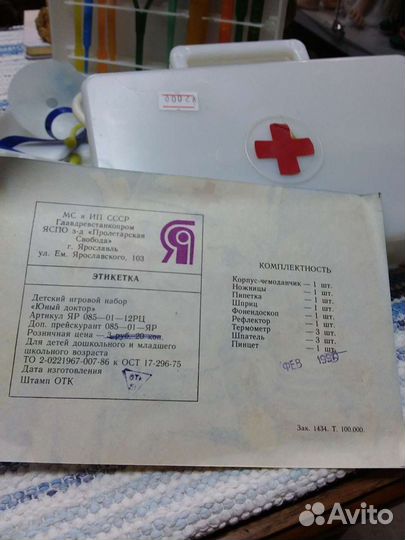 МС и ИП СССР
Главдревстанкопром
ЯСПО з-д «Пролетарская
Свобода»
г. Ярославль
ул. Ем. Ярославского, 103
ЭТИКЕТКА
Детский игровой набор
«Юный доктор»
Артикул ЯР 085—01—12РЦ
Доп. прейскурант 085—01—ЯР
Розничная цена — 3 руб. 20 коп.
Для детей дошкольного и младшего
школьного возраста
ТО 2-0221967-007-86 к ОСТ 17-296-75
Дата изготовления
Штамп ОТК
ОТК
КОМПЛЕКТНОСТЬ
Корпус-чемоданчик — 1 шт.
Ножницы — 1 шт.
Пипетка — 1 шт.
Шприц — 1 шт.
Фонендоскоп — 1 шт.
Рефлектор — 1 шт.
Термометр — 3 шт.
Шпатель — 3 шт.
Пинцет — 1 шт.
ФЕВ
Зак. 1434. Т. 100.000.
Avito